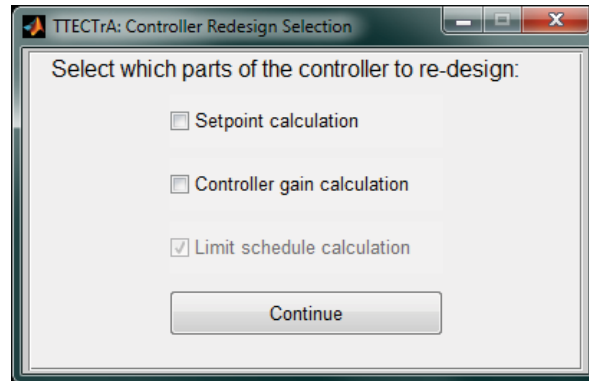 TTECTrA: Controller Redesign Selection
Select which parts of the controller to re-design:
Setpoint calculation
Controller gain calculation
Limit schedule calculation
Continue